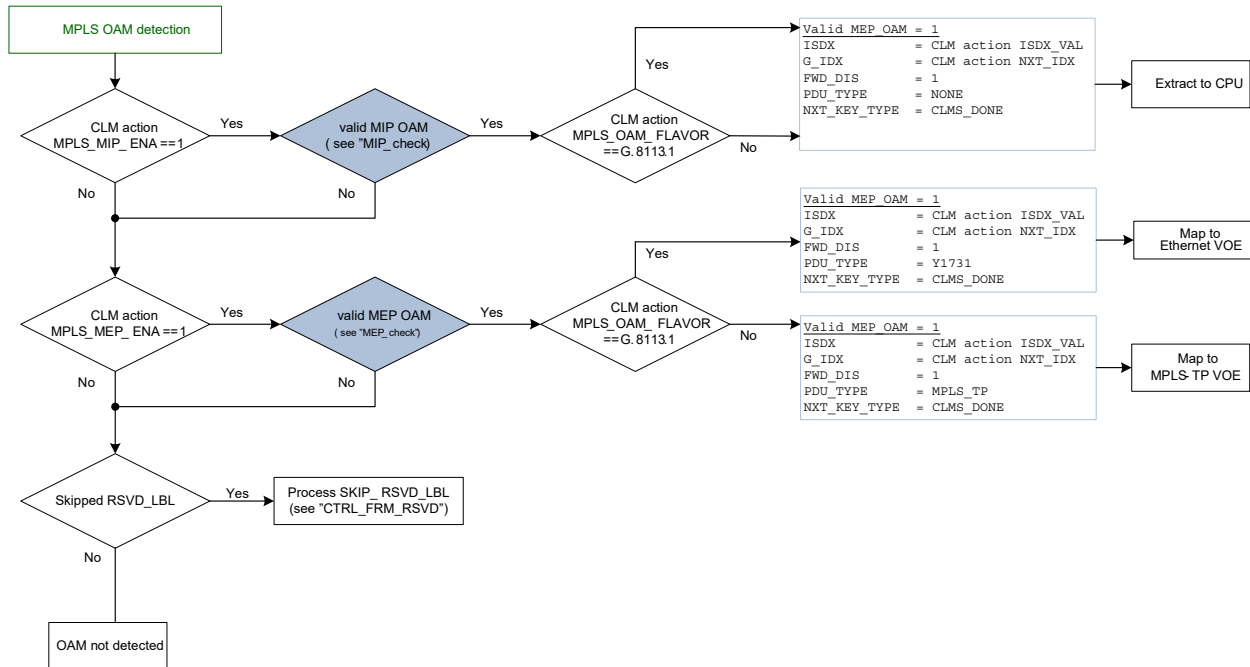 MPLS OAM detection
CLM action
MPLS_MIP_ ENA ==1
Yes
No
valid MIP OAM
( see "MIP_check)
Yes
No
CLM action
MPLS_OAM_ FLAVOR
==G. 8113.1
Yes
No
Valid MEP_OAM = 1
ISDX = CLM action ISDX_VAL
G_IDX = CLM action NXT_IDX
FWD_DIS = 1
PDU_TYPE = NONE
NXT_KEY_TYPE = CLMS_DONE
Extract to CPU
CLM action
MPLS_MEP_ ENA ==1
Yes
No
valid MEP OAM
( see "MEP_check")
Yes
No
CLM action
MPLS_OAM_ FLAVOR
==G. 8113.1
Yes
No
Valid MEP_OAM = 1
ISDX = CLM action ISDX_VAL
G_IDX = CLM action NXT_IDX
FWD_DIS = 1
PDU_TYPE = Y1731
NXT_KEY_TYPE = CLMS_DONE
Map to
Ethernet VOE
Valid MEP_OAM = 1
ISDX = CLM action ISDX_VAL
G_IDX = CLM action NXT_IDX
FWD_DIS = 1
PDU_TYPE = MPLS_TP
NXT_KEY_TYPE = CLMS_DONE
Map to
MPLS- TP VOE
Skipped RSVD_LBL
Yes
No
Process SKIP_ RSVD_LBL
(see "CTRL_FRM_RSVD")
OAM not detected